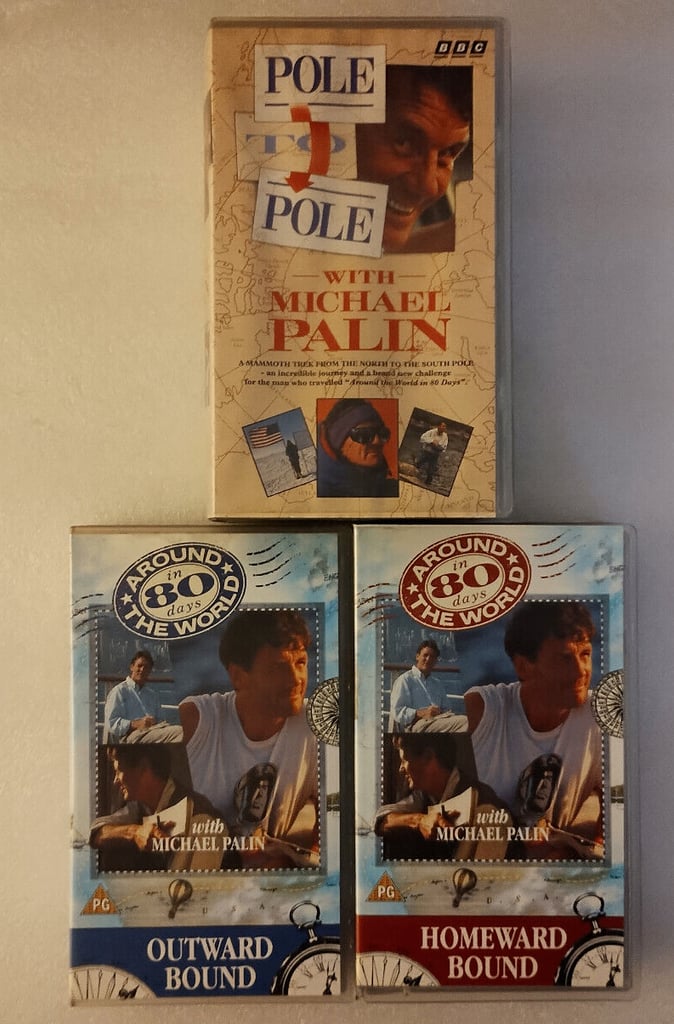 BBC
POLE
TO
POLE
WITH
MICHAEL
PALIN
A MAMMOTH TREK FROM THE NORTH TO THE SOUTH POLE
- an incredible journey and a brand new challenge
for the man who travelled "Around the World in 80 Days".
AROUND
in
80
days
THE WORLD
with
MICHAEL PALIN
PG
U.S.A.
OUTWARD
BOUND
AROUND
in
80
days
THE WORLD
with
MICHAEL PALIN
PG
U.S.A.
HOMEWARD
BOUND